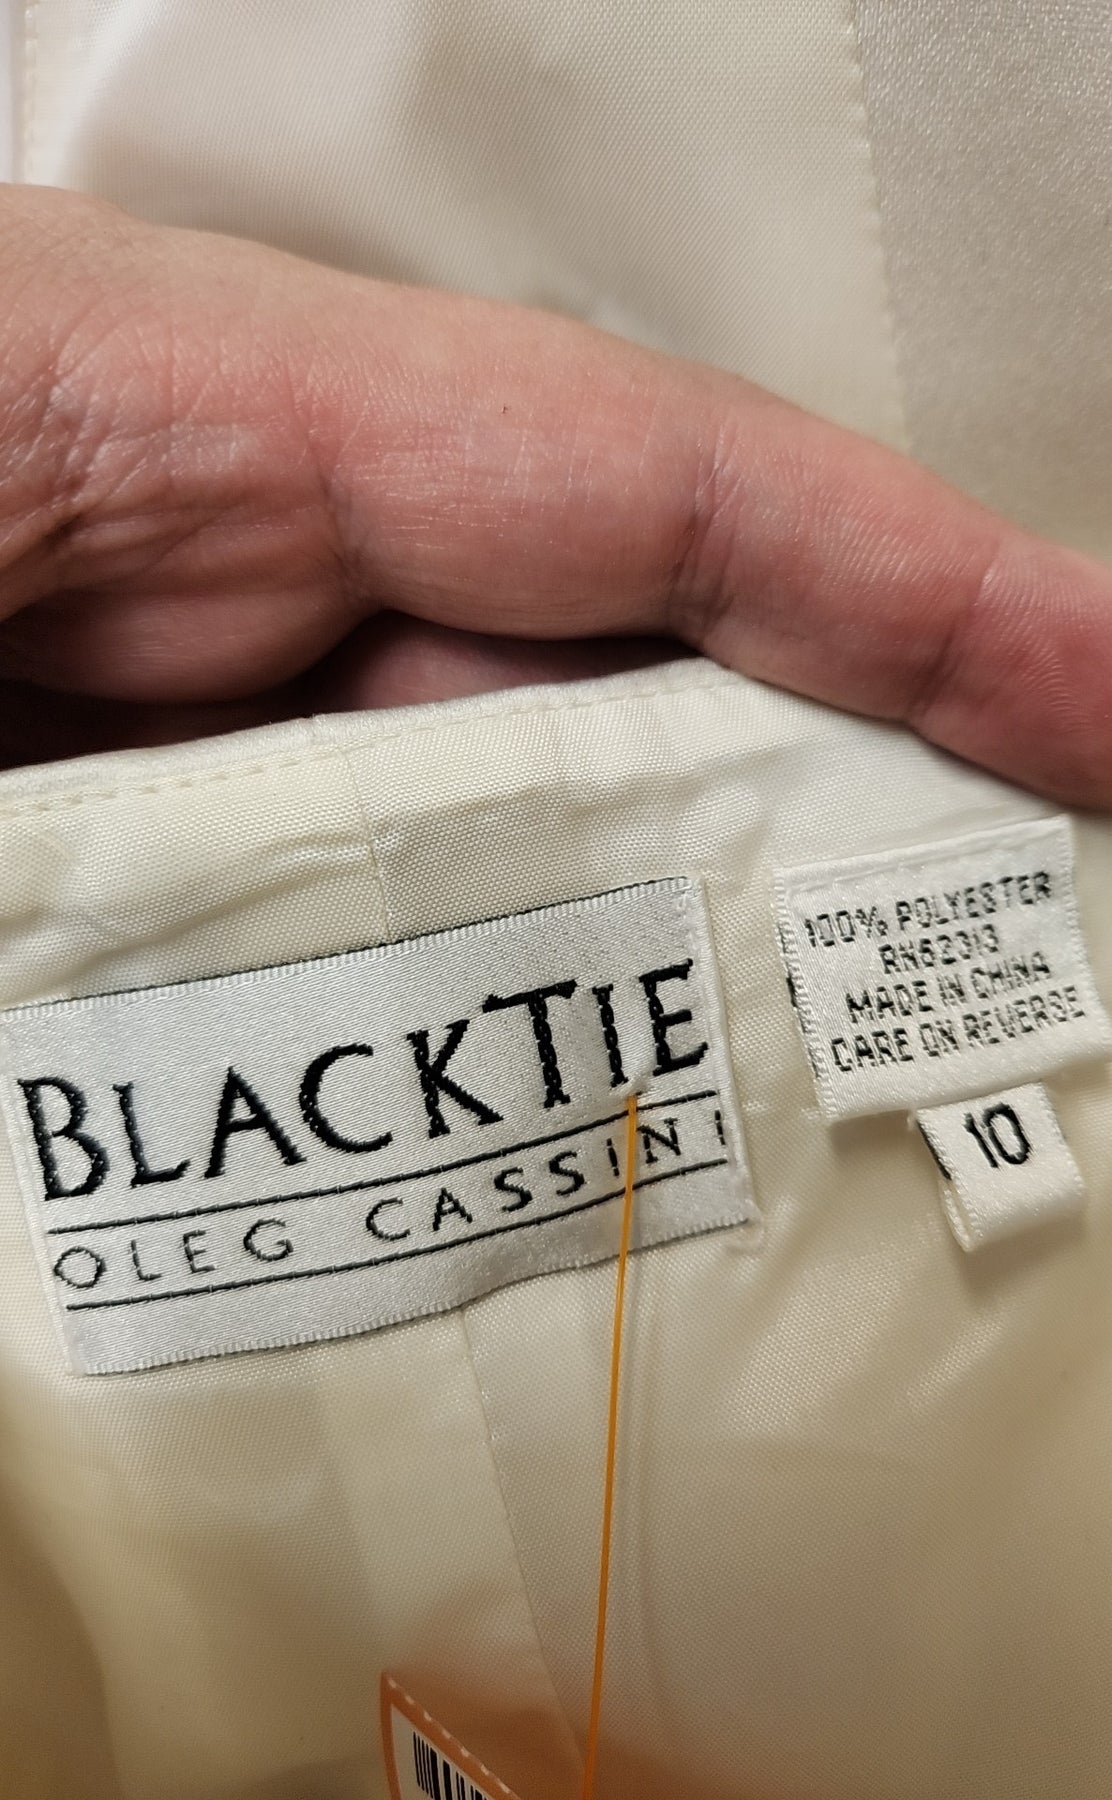 BLACKTIE
OLEG CASSINI
100% POLYESTER
RN62313
MADE IN CHINA
CARE ON REVERSE
10